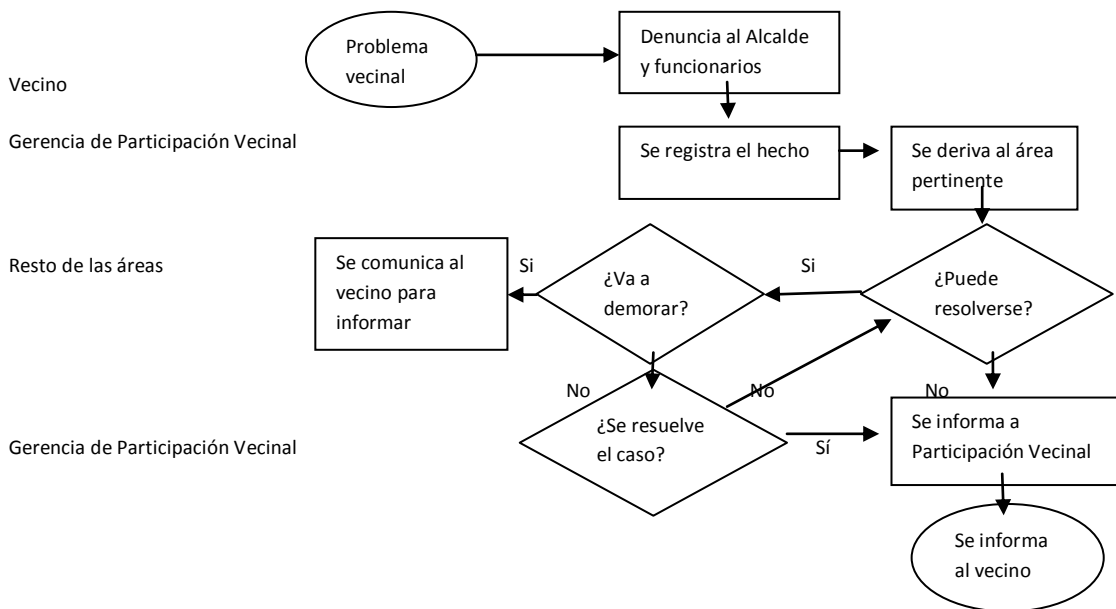 Problema
vecinal
Denuncia al Alcalde
y funcionarios
Vecino
Gerencia de Participación Vecinal
Se registra el hecho
Se deriva al área
pertinente
Resto de las áreas
Se comunica al
vecino para
informar
Si
¿Va a
demorar?
Si
¿Puede
resolverse?
No
No
No
¿Se resuelve
el caso?
Sí
Se informa a
Participación Vecinal
Gerencia de Participación Vecinal
Se informa
al vecino